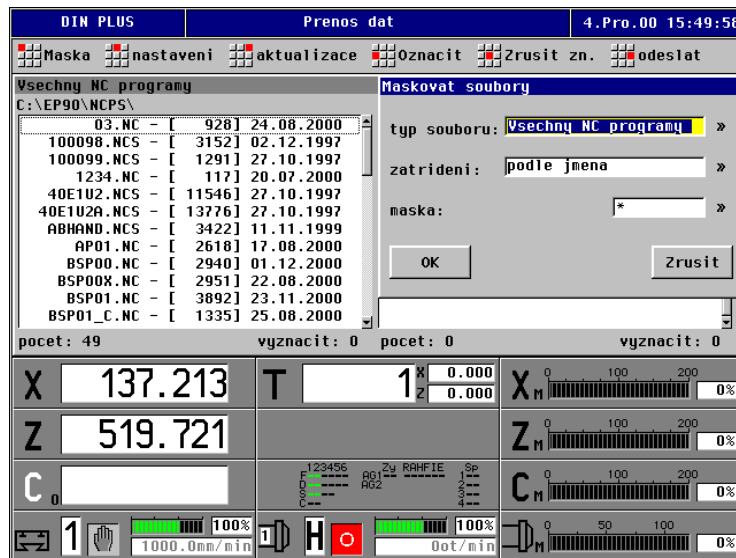 DIN PLUS Prenos dat 4.Pro.00 15:49:58
Maska nastaveni aktualizace Oznacit Zrusit zn. odeslat
Vsechny NC programy
C:\EP90\NCPS\
03.NC - [ 928] 24.08.2000
100098.NCS - [ 3152] 02.12.1997
100099.NCS - [ 1291] 27.10.1997
1234.NC - [ 117] 20.07.2000
40E1U2.NCS - [ 11546] 27.10.1997
40E1U2A.NCS - [ 13776] 27.10.1997
ABHAND.NCS - [ 3422] 11.11.1999
AP01.NC - [ 2618] 17.08.2000
BSP00.NC - [ 2940] 01.12.2000
BSP00X.NC - [ 2951] 22.08.2000
BSP01.NC - [ 3892] 23.11.2000
BSP01_C.NC - [ 1335] 25.08.2000
pocet: 49 vyznacit: 0
Maskovat soubory
typ souboru: Vsechny NC programy »
zatrideni: podle jmena »
maska: * »
OK Zrusit
pocet: 0 vyznacit: 0
X 137.213 T 1 X 0.000
Z 0.000
X M 0 100 200 0%
Z 519.721
Z M 0 100 200 0%
C 0
123456 Zy RAHFIE Sp
F AG1 1
D AG2 2
S 3
C 4
C M 0 100 200 0%
1 100% 1 H 100% 0 50 100
1000.0mm/min 0ot/min M 0%